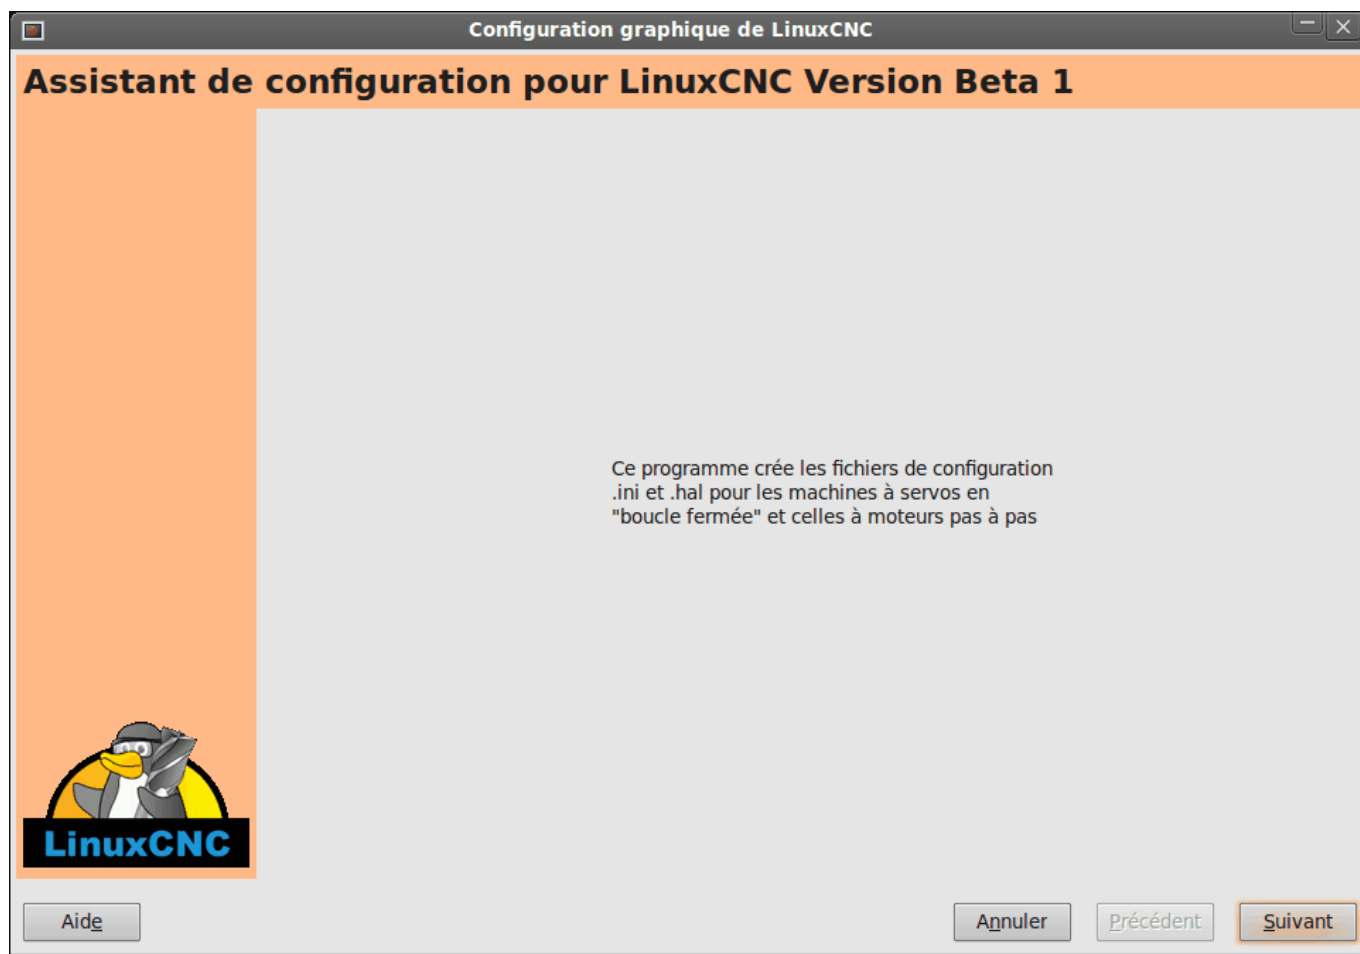 Configuration graphique de LinuxCNC
Assistant de configuration pour LinuxCNC Version Beta 1
Ce programme crée les fichiers de configuration
.ini et .hal pour les machines à servos en
"boucle fermée" et celles à moteurs pas à pas
LinuxCNC
Aide
Annuler
Précédent
Suivant